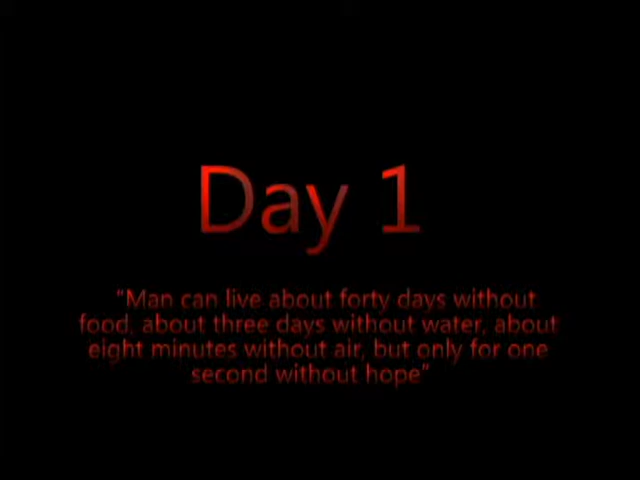 Day 1
“Man can live about forty days without
food, about three days without water, about
eight minutes without air, but only for one
second without hope”